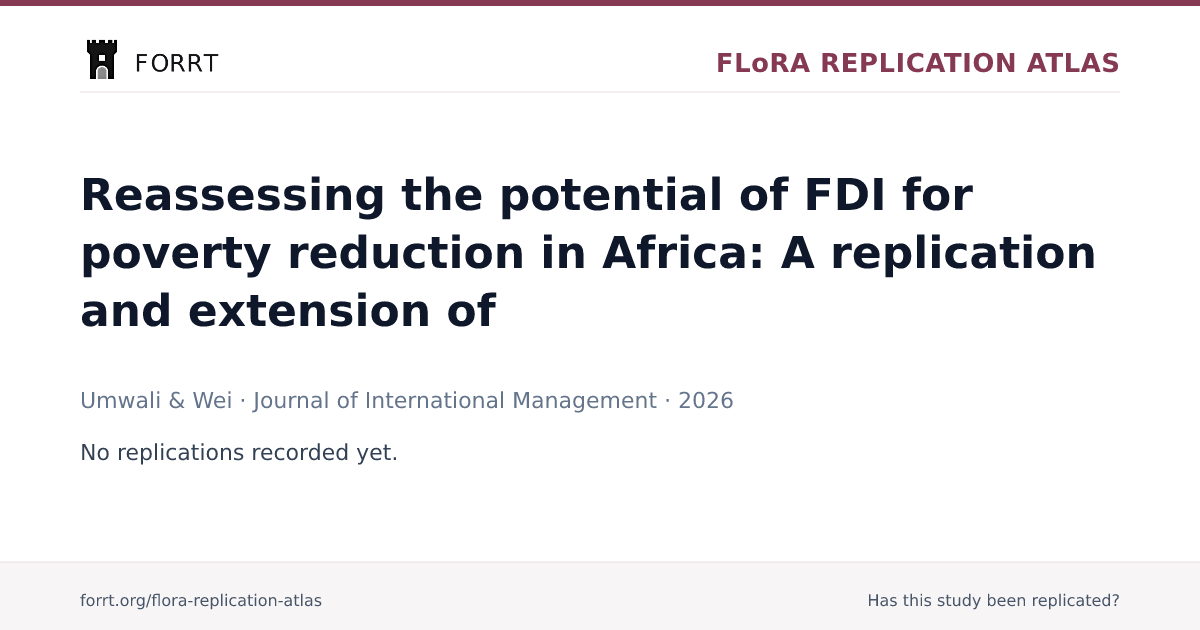 FORRT
FLoRA REPLICATION ATLAS
Reassessing the potential of FDI for
poverty reduction in Africa: A replication
and extension of
Umwali & Wei · Journal of International Management · 2026
No replications recorded yet.
forrt.org/flora-replication-atlas
Has this study been replicated?